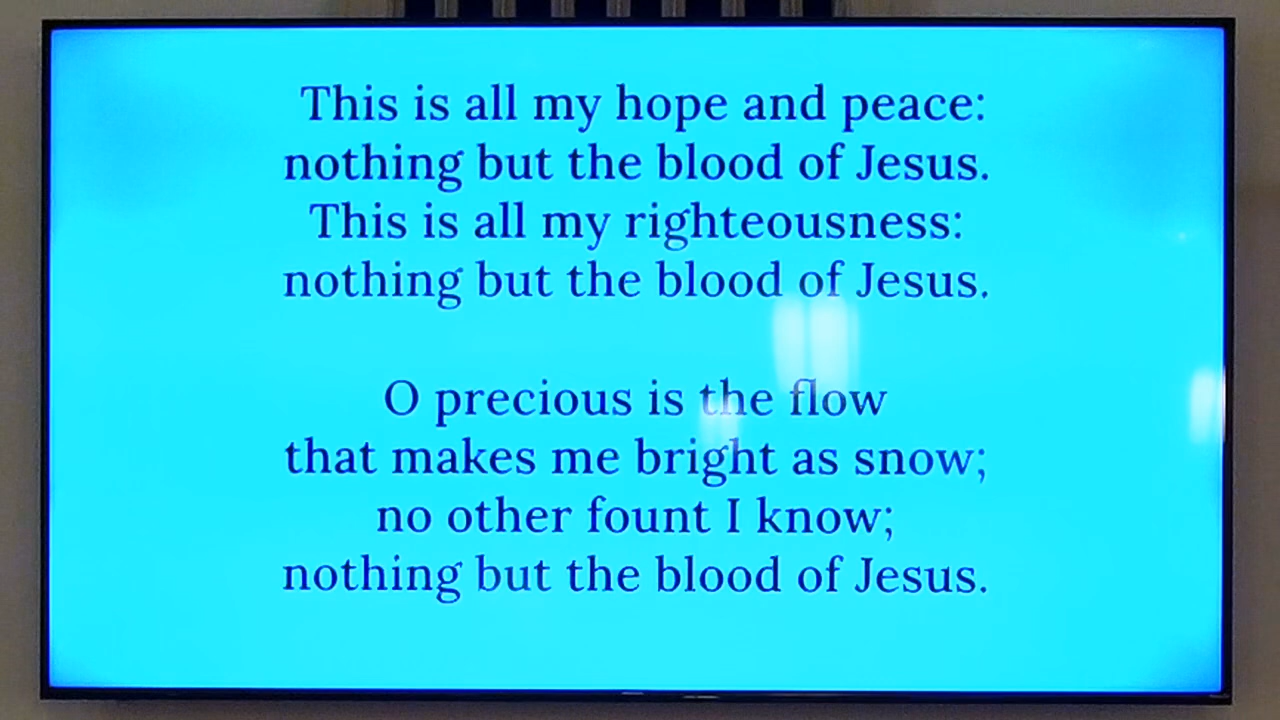 This is all my hope and peace:
nothing but the blood of Jesus.
This is all my righteousness:
nothing but the blood of Jesus.
O precious is the flow
that makes me bright as snow;
no other fount I know;
nothing but the blood of Jesus.